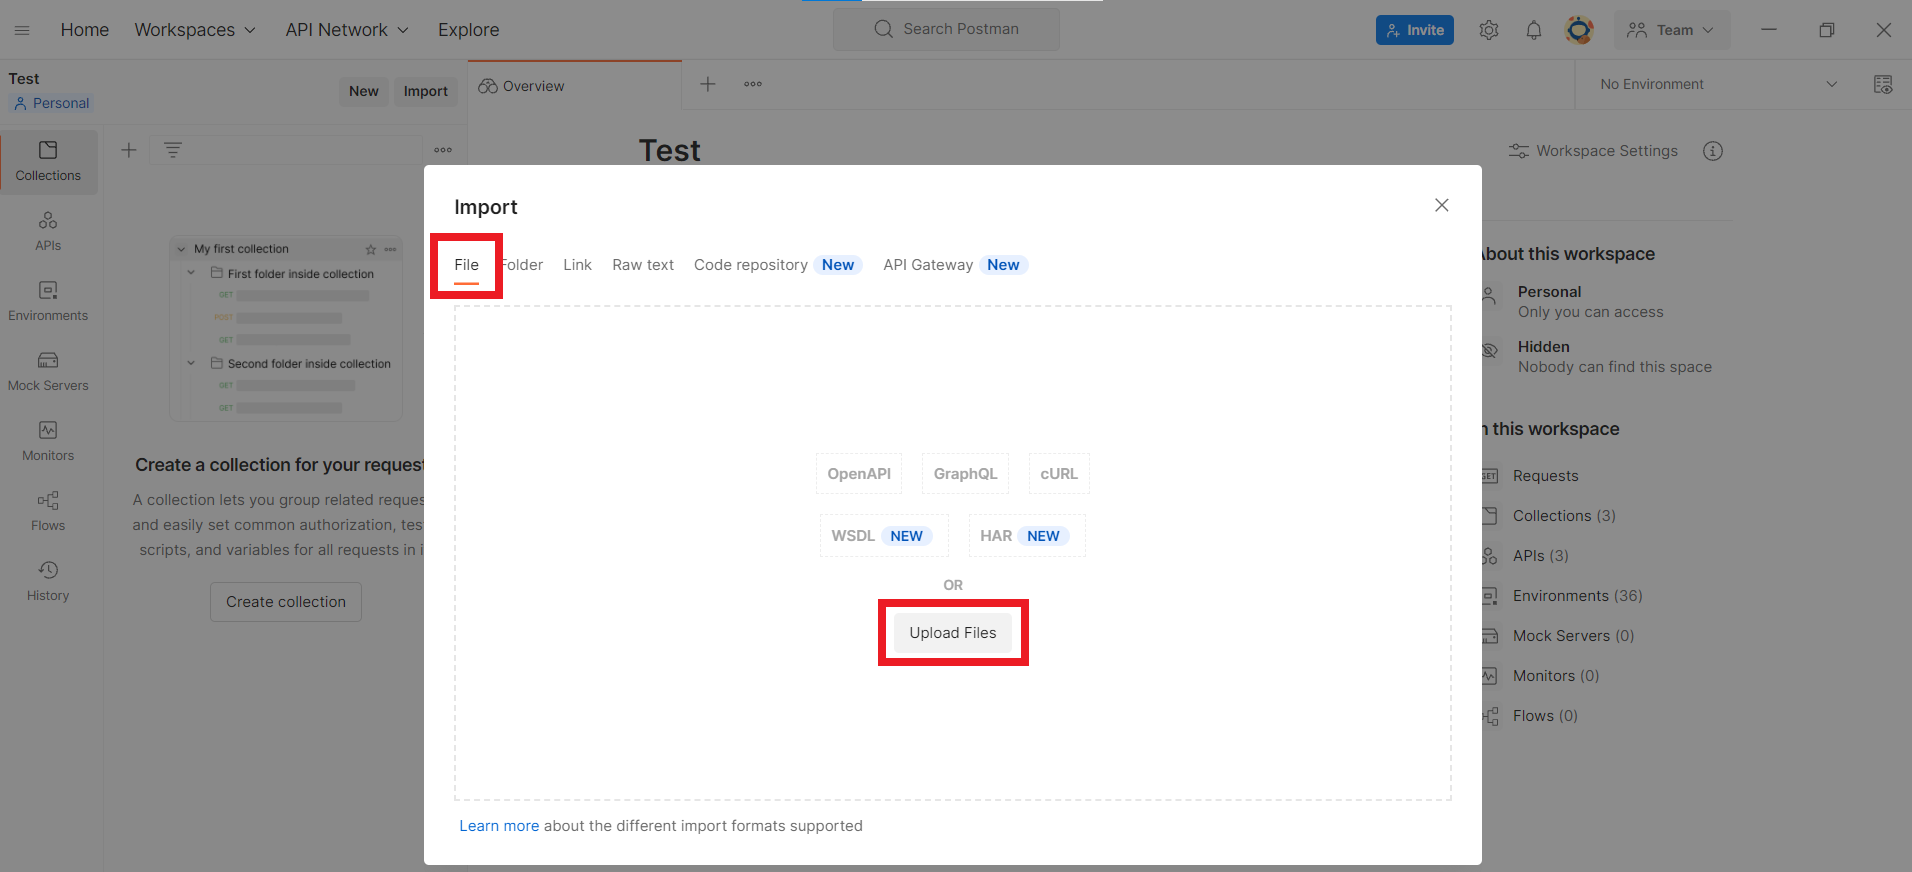 Home Workspaces API Network Explore Search Postman Invite Team
Test
Personal
New Import
Overview
No Environment
Collections
APIs
Environments
Mock Servers
Monitors
Flows
History
My first collection
First folder inside collection
GET
POST
GET
Second folder inside collection
GET
GET
Create a collection for your request
A collection lets you group related reque
and easily set common authorization, tes
scripts, and variables for all requests in i
Create collection
Test
Workspace Settings
Import
File Folder Link Raw text Code repository New API Gateway New
OpenAPI GraphQL cURL
WSDL NEW HAR NEW
OR
Upload Files
Learn more about the different import formats supported
About this workspace
Personal
Only you can access
Hidden
Nobody can find this space
n this workspace
GET Requests
Collections (3)
APIs (3)
Environments (36)
Mock Servers (0)
Monitors (0)
Flows (0)